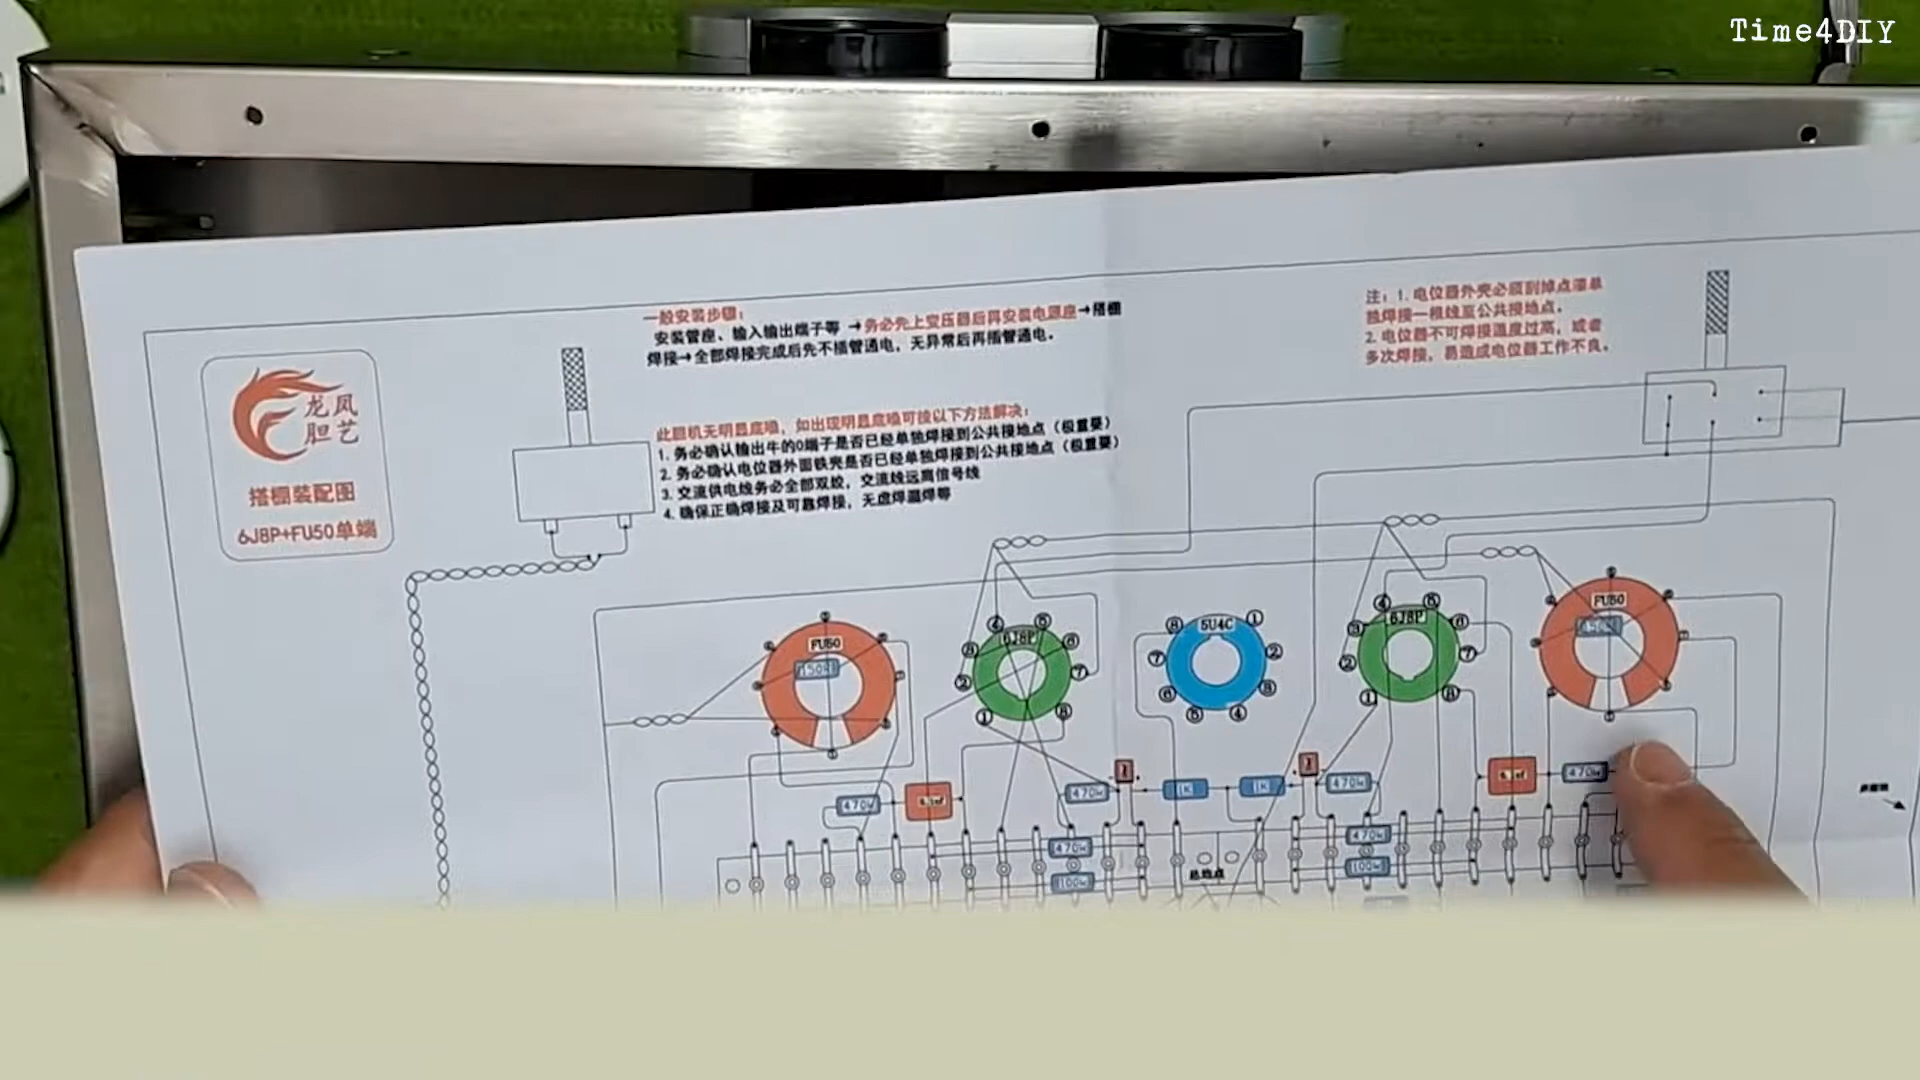 Time4DIY
一般安装步骤：
安装管座、输入输出端子等 →务必先上变压器后再安装电源座→搭棚
焊接→全部焊接完成后先不插管通电，无异常后再插管通电。
注：1. 电位器外壳必须刮掉点漆单
独焊接一根线至公共接地点。
2. 电位器不可焊接温度过高，或者
多次焊接，易造成电位器工作不良。
龙凤
胆艺
搭棚装配图
6J8P+FU50单端
此胆机无明显底噪，如出现明显底噪可按以下方法解决：
1. 务必确认输出牛的0端子是否已经单独焊接到公共接地点（极重要）
2. 务必确认电位器外面铁壳是否已经单独焊接到公共接地点（极重要）
3. 交流供电线务必全部双绞，交流线远离信号线
4. 确保正确焊接及可靠焊接，无虚焊漏焊等
FU50
6J8P
5U4C
6J8P
FU50
470K
470K
1K
1K
470K
470K
470K
470K
100K
100K
总地点